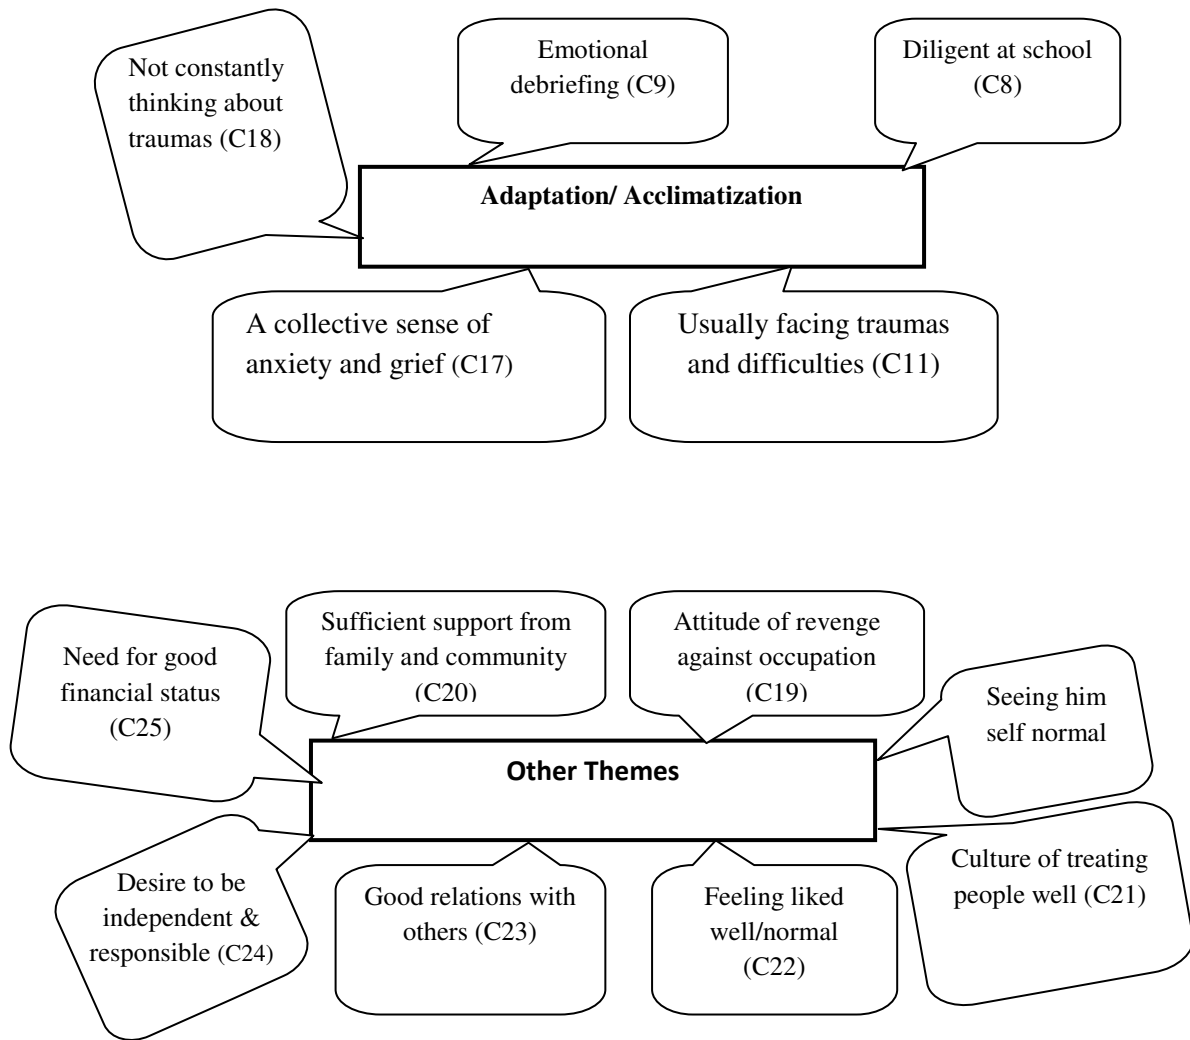 Not constantly
thinking about
traumas (C18)
Emotional
debriefing (C9)
Diligent at school
(C8)
Adaptation/ Acclimatization
A collective sense of
anxiety and grief (C17)
Usually facing traumas
and difficulties (C11)
Need for good
financial status
(C25)
Sufficient support from
family and community
(C20)
Attitude of revenge
against occupation
(C19)
Seeing him
self normal
Other Themes
Desire to be
independent &
responsible (C24)
Good relations with
others (C23)
Feeling liked
well/normal
(C22)
Culture of treating
people well (C21)